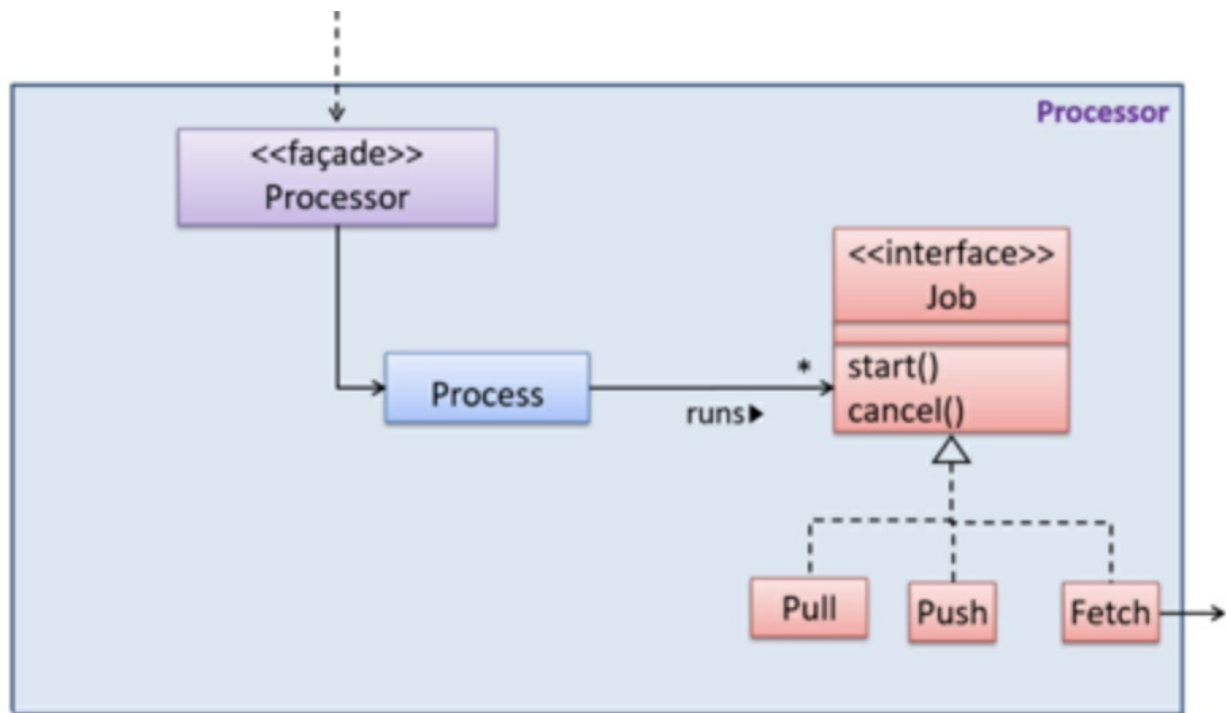 Processor
<<façade>>
Processor
<<interface>>
Job
start()
cancel()
Process
*
runs▶
Pull
Push
Fetch